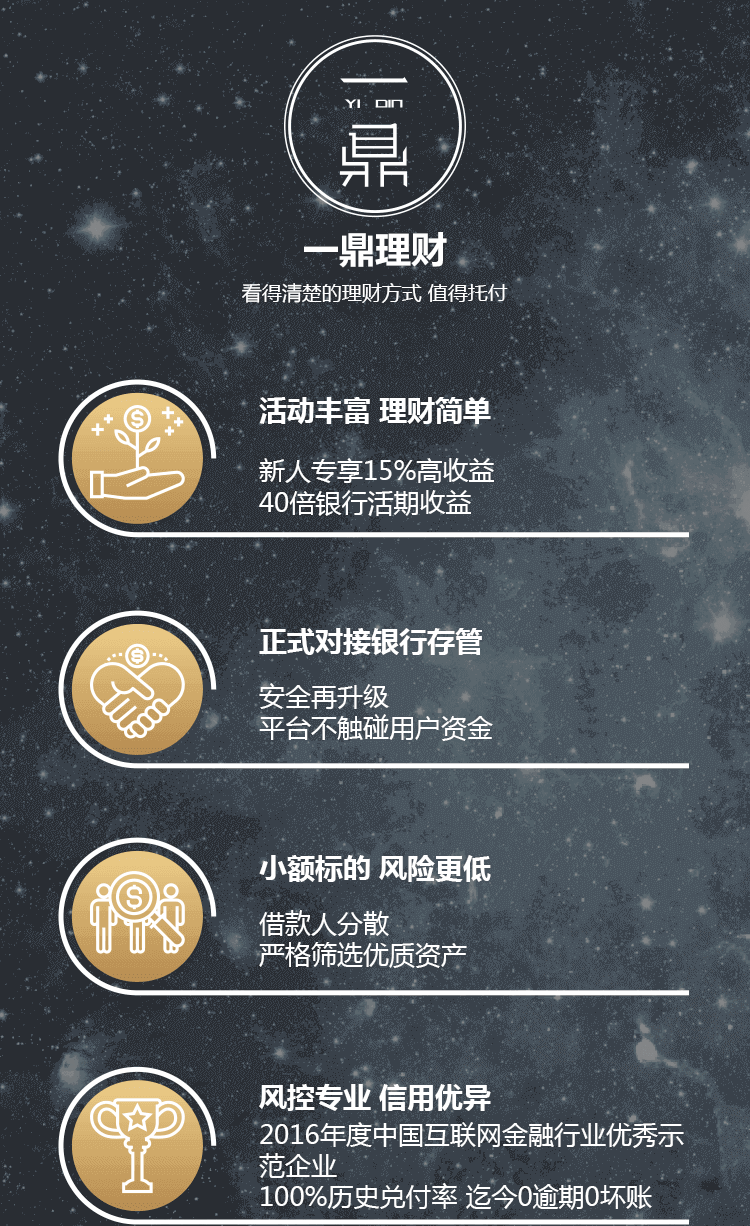 一
YI DIN
鼎
一鼎理财
看得清楚的理财方式 值得托付
活动丰富 理财简单
新人专享15%高收益
40倍银行活期收益
正式对接银行存管
安全再升级
平台不触碰用户资金
小额标的 风险更低
借款人分散
严格筛选优质资产
风控专业 信用优异
2016年度中国互联网金融行业优秀示
范企业
100%历史兑付率 迄今0逾期0坏账